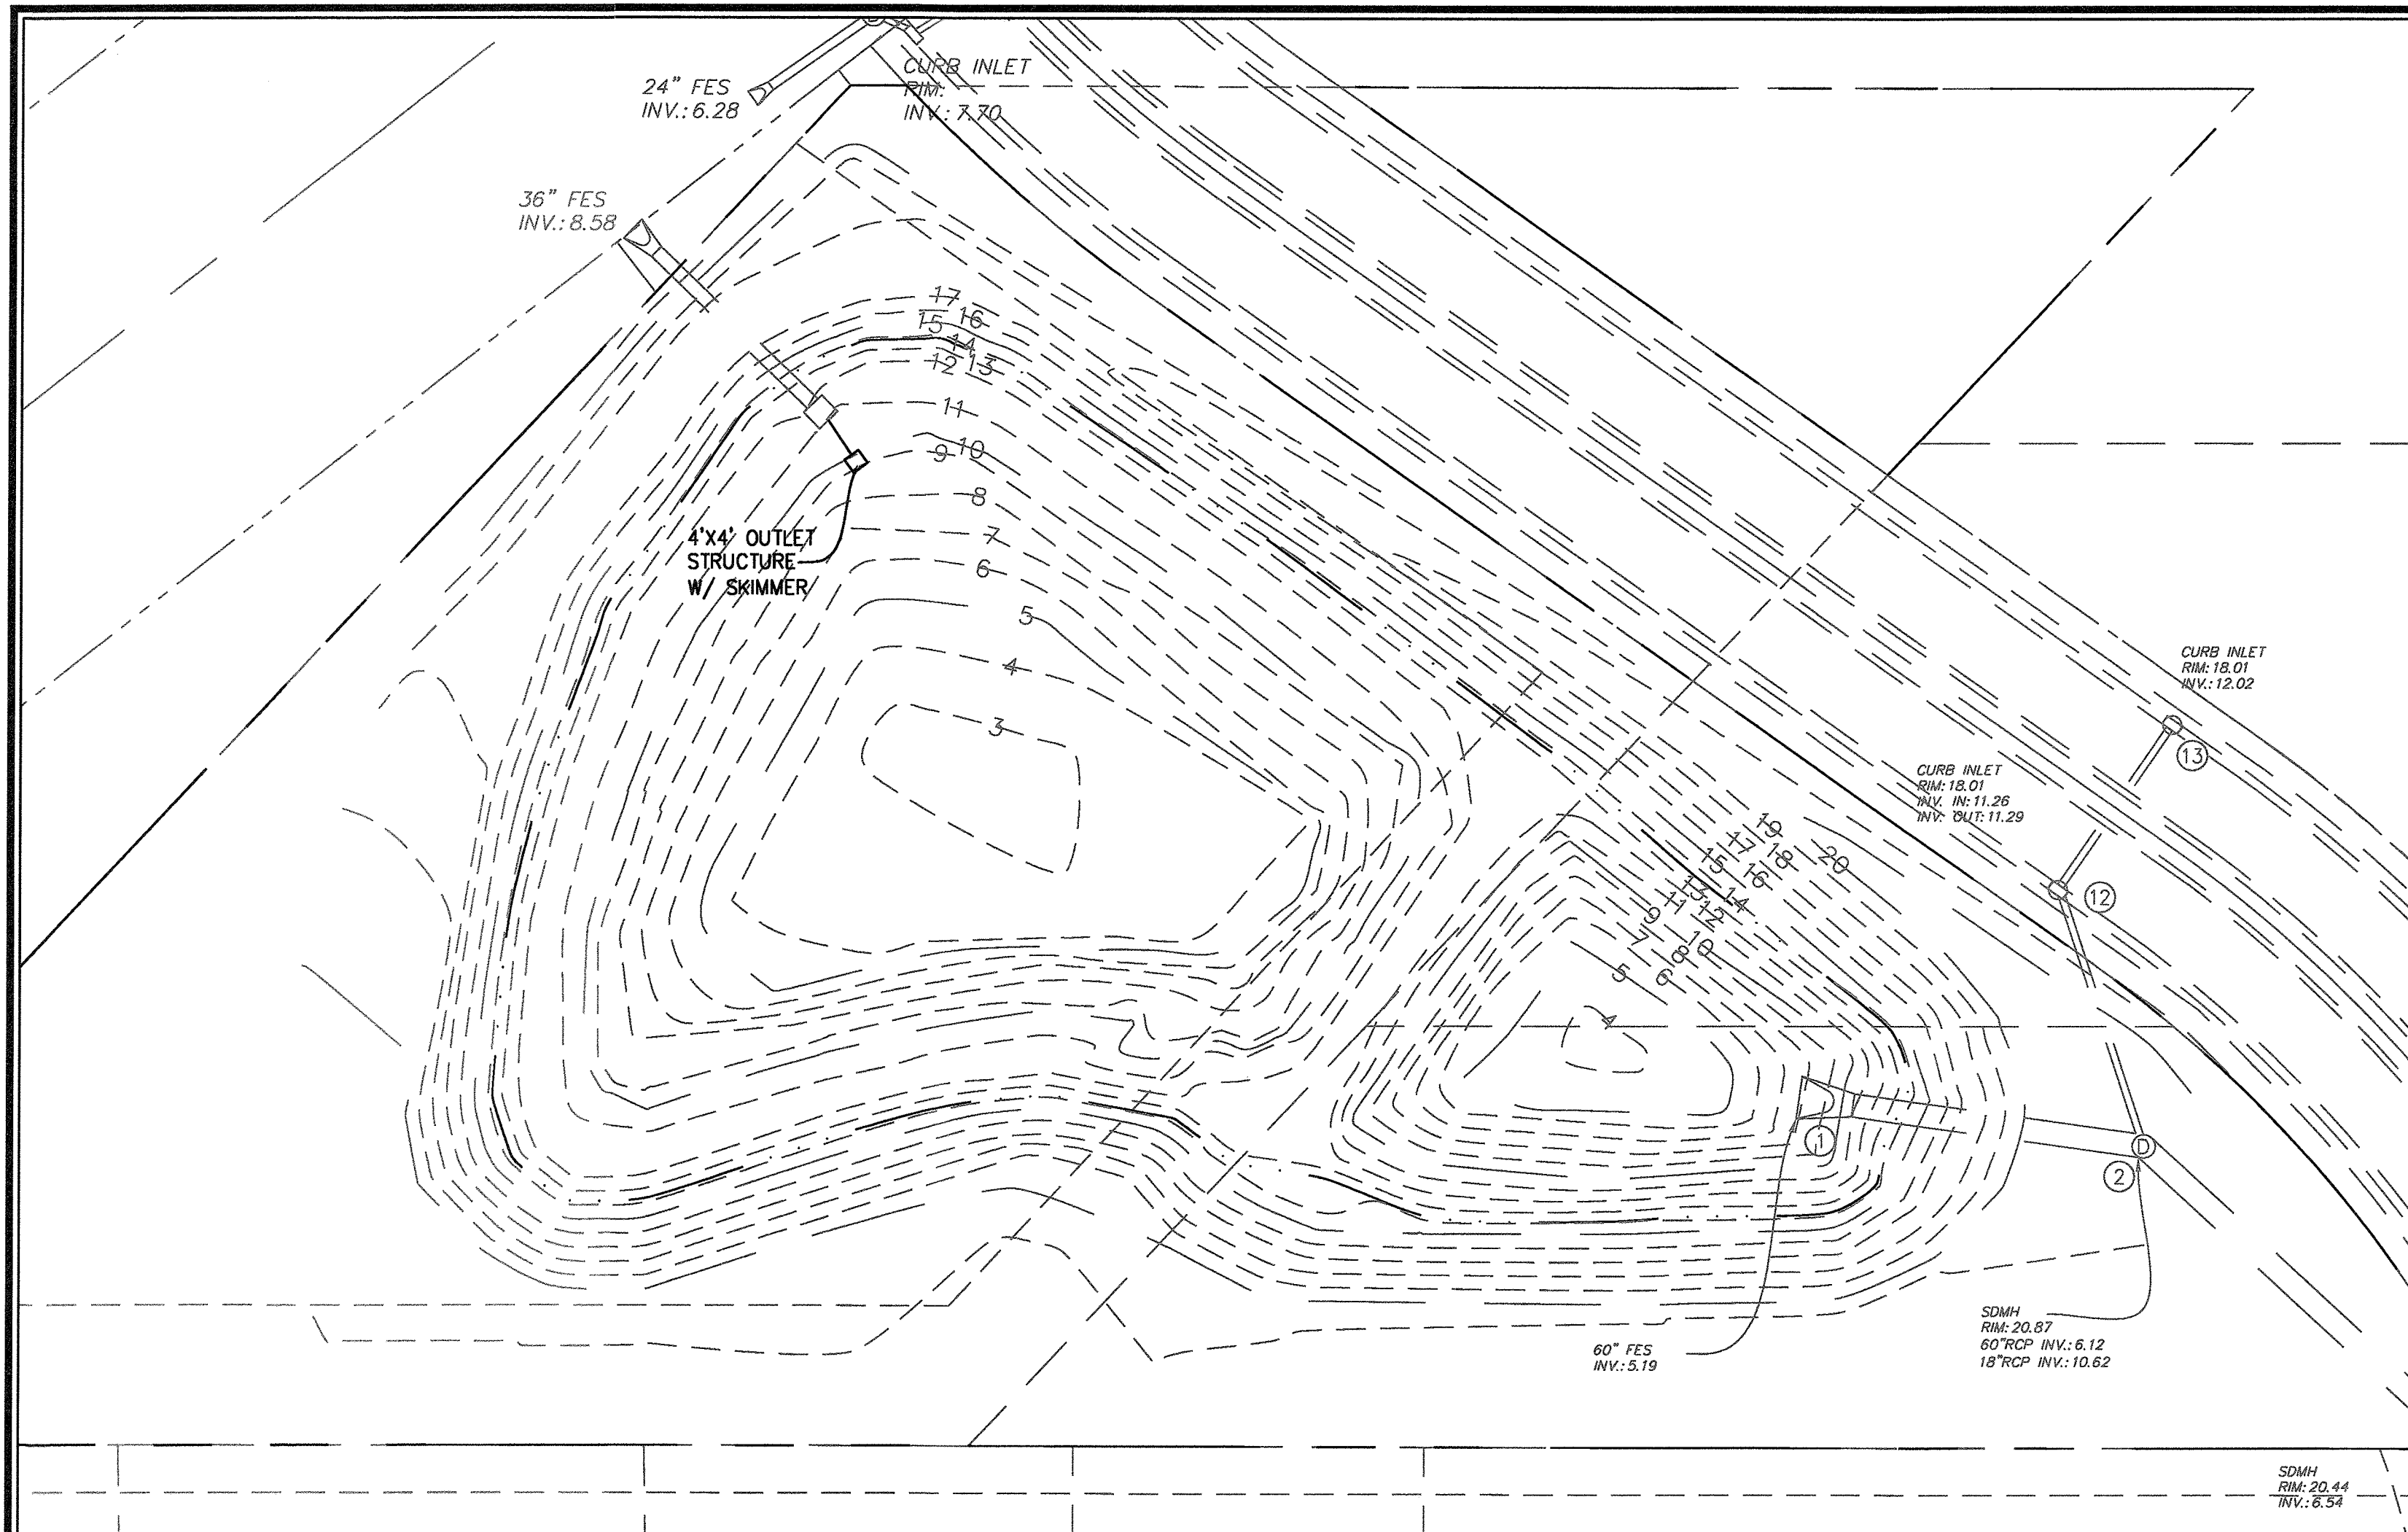 24" FES
INV.: 6.28
CURB INLET
RIM:
INV.: 7.70
36" FES
INV.: 8.58
17
16
15
14
13
12
11
10
9
8
7
6
5
4
3
4'X4' OUTLET
STRUCTURE
W/ SKIMMER
CURB INLET
RIM: 18.01
INV.: 12.02
13
CURB INLET
RIM: 18.01
INV. IN: 11.26
INV. OUT: 11.29
12
19
17
18
20
15
16
13
14
11
12
9
10
7
8
5
6
4
1
D
2
60" FES
INV.: 5.19
SDMH
RIM: 20.87
60"RCP INV.: 6.12
18"RCP INV.: 10.62
SDMH
RIM: 20.44
INV.: 6.54